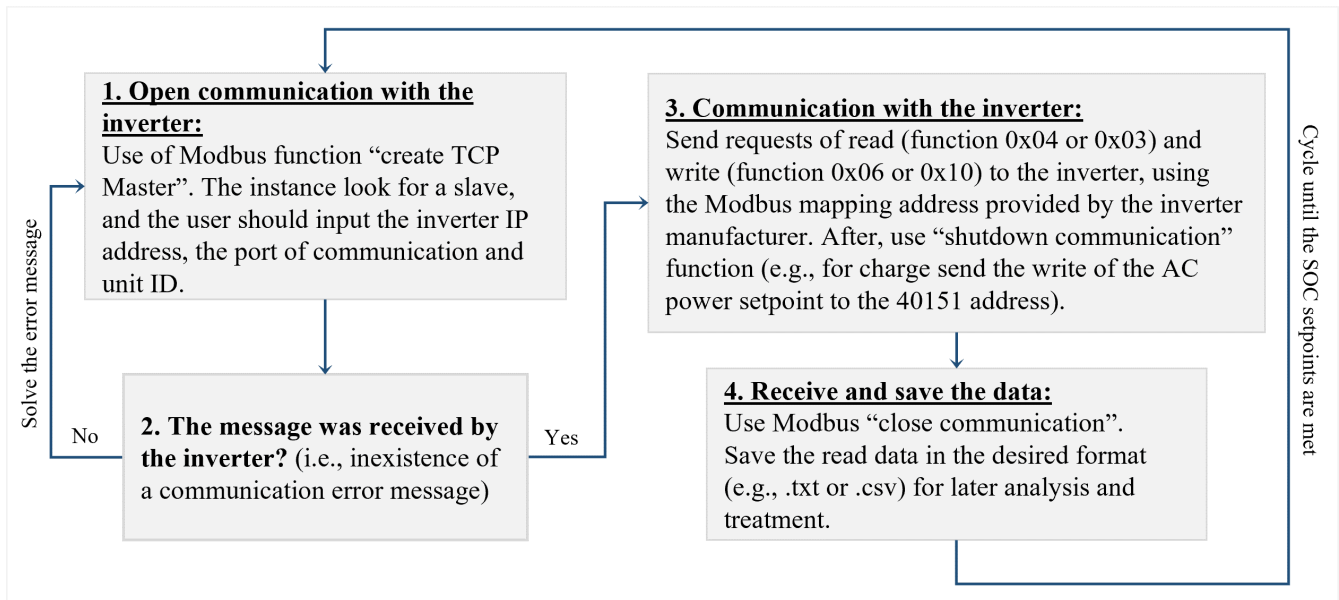 1. Open communication with the
inverter:
Use of Modbus function “create TCP
Master”. The instance look for a slave,
and the user should input the inverter IP
address, the port of communication and
unit ID.
Solve the error message
No
2. The message was received by
the inverter? (i.e., inexistence of
a communication error message)
Yes
3. Communication with the inverter:
Send requests of read (function 0x04 or 0x03) and
write (function 0x06 or 0x10) to the inverter, using
the Modbus mapping address provided by the inverter
manufacturer. After, use “shutdown communication”
function (e.g., for charge send the write of the AC
power setpoint to the 40151 address).
4. Receive and save the data:
Use Modbus “close communication”.
Save the read data in the desired format
(e.g., .txt or .csv) for later analysis and
treatment.
Cycle until the SOC setpoints are met